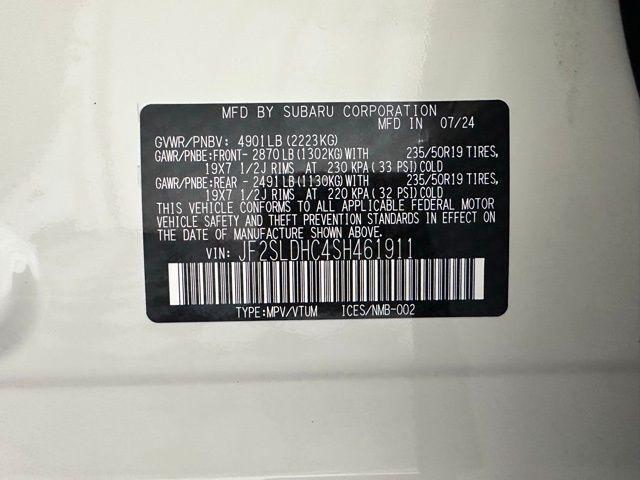 MFD BY SUBARU CORPORATION
MFD IN 07/24
GVWR/PNBV: 4901LB(2223KG)
GAWR/PNBE:FRONT- 2870LB(1302KG)WITH 235/50R19 TIRES,
19X7 1/2J RIMS AT 230 KPA(33 PSI)COLD
GAWR/PNBE:REAR - 2491LB(1130KG)WITH 235/50R19 TIRES,
19X7 1/2J RIMS AT 220 KPA(32 PSI)COLD
THIS VEHICLE CONFORMS TO ALL APPLICABLE FEDERAL MOTOR
VEHICLE SAFETY AND THEFT PREVENTION STANDARDS IN EFFECT ON
THE DATE OF MANUFACTURE SHOWN ABOVE.
VIN: JF2SLDHC4SH461911
TYPE:MPV/VTUM ICES/NMB-002